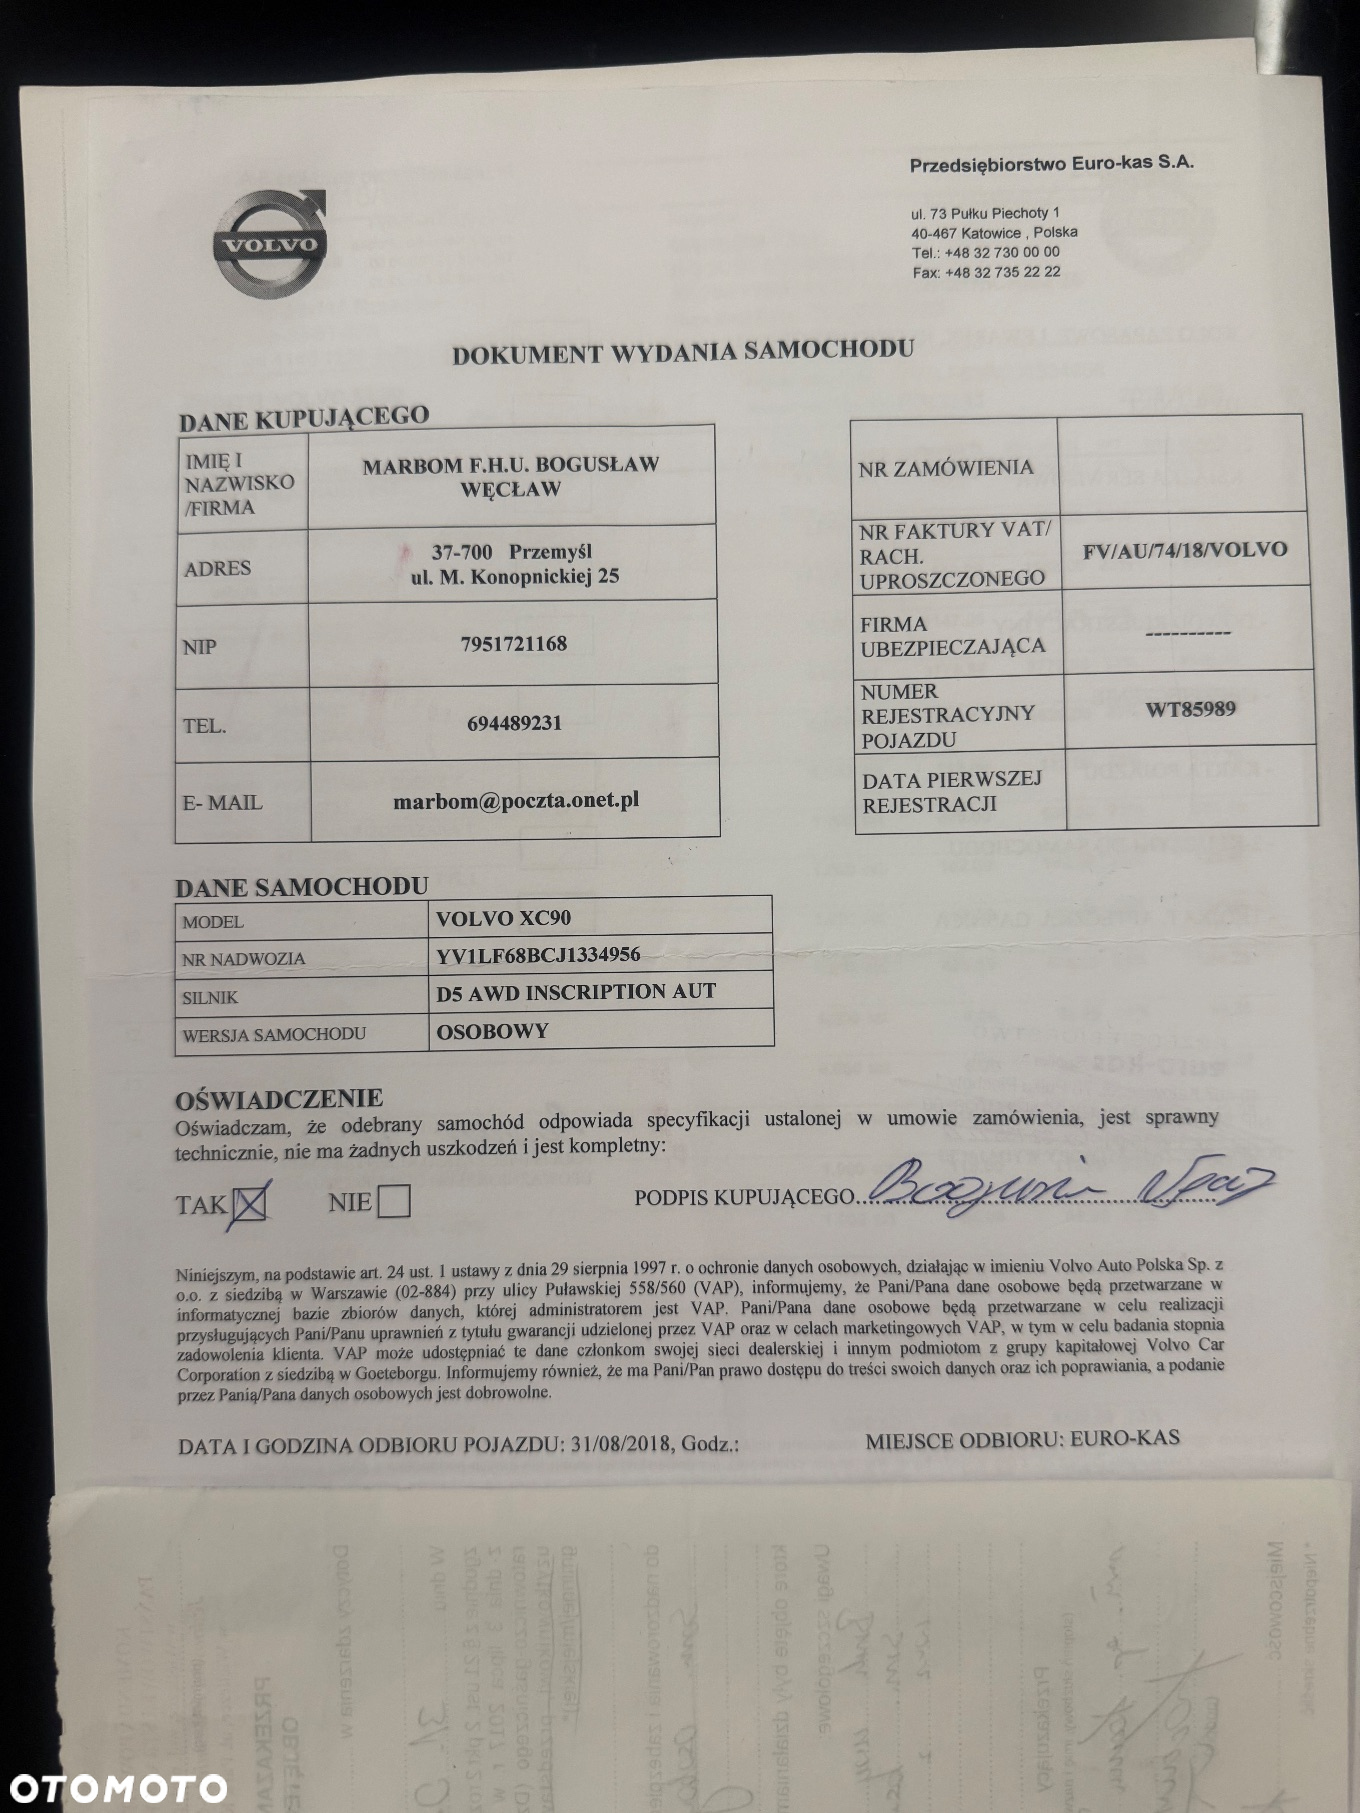 Przedsiębiorstwo Euro-kas S.A.
VOLVO
ul. 73 Pułku Piechoty 1
40-467 Katowice , Polska
Tel.: +48 32 730 00 00
Fax: +48 32 735 22 22
DOKUMENT WYDANIA SAMOCHODU
DANE KUPUJĄCEGO
IMIĘ I
NAZWISKO
/FIRMA
MARBOM F.H.U. BOGUSŁAW
WĘCŁAW
ADRES
37-700 Przemyśl
ul. M. Konopnickiej 25
NIP
7951721168
TEL.
694489231
E- MAIL
marbom@poczta.onet.pl
NR ZAMÓWIENIA
NR FAKTURY VAT/
RACH.
UPROSZCZONEGO
FV/AU/74/18/VOLVO
FIRMA
UBEZPIECZAJĄCA
----------
NUMER
REJESTRACYJNY
POJAZDU
WT85989
DATA PIERWSZEJ
REJESTRACJI
DANE SAMOCHODU
MODEL
VOLVO XC90
NR NADWOZIA
YV1LF68BCJ1334956
SILNIK
D5 AWD INSCRIPTION AUT
WERSJA SAMOCHODU
OSOBOWY
OŚWIADCZENIE
Oświadczam, że odebrany samochód odpowiada specyfikacji ustalonej w umowie zamówienia, jest sprawny
technicznie, nie ma żadnych uszkodzeń i jest kompletny:
TAK NIE PODPIS KUPUJĄCEGO
Niniejszym, na podstawie art. 24 ust. 1 ustawy z dnia 29 sierpnia 1997 r. o ochronie danych osobowych, działając w imieniu Volvo Auto Polska Sp. z
o.o. z siedzibą w Warszawie (02-884) przy ulicy Puławskiej 558/560 (VAP), informujemy, że Pani/Pana dane osobowe będą przetwarzane w
informatycznej bazie zbiorów danych, której administratorem jest VAP. Pani/Pana dane osobowe będą przetwarzane w celu realizacji
przysługujących Pani/Panu uprawnień z tytułu gwarancji udzielonej przez VAP oraz w celach marketingowych VAP, w tym w celu badania stopnia
zadowolenia klienta. VAP może udostępniać te dane członkom swojej sieci dealerskiej i innym podmiotom z grupy kapitałowej Volvo Car
Corporation z siedzibą w Goeteborgu. Informujemy również, że ma Pani/Pan prawo dostępu do treści swoich danych oraz ich poprawiania, a podanie
przez Panią/Pana danych osobowych jest dobrowolne.
DATA I GODZINA ODBIORU POJAZDU: 31/08/2018, Godz.:
MIEJSCE ODBIORU: EURO-KAS
OTOMOTO